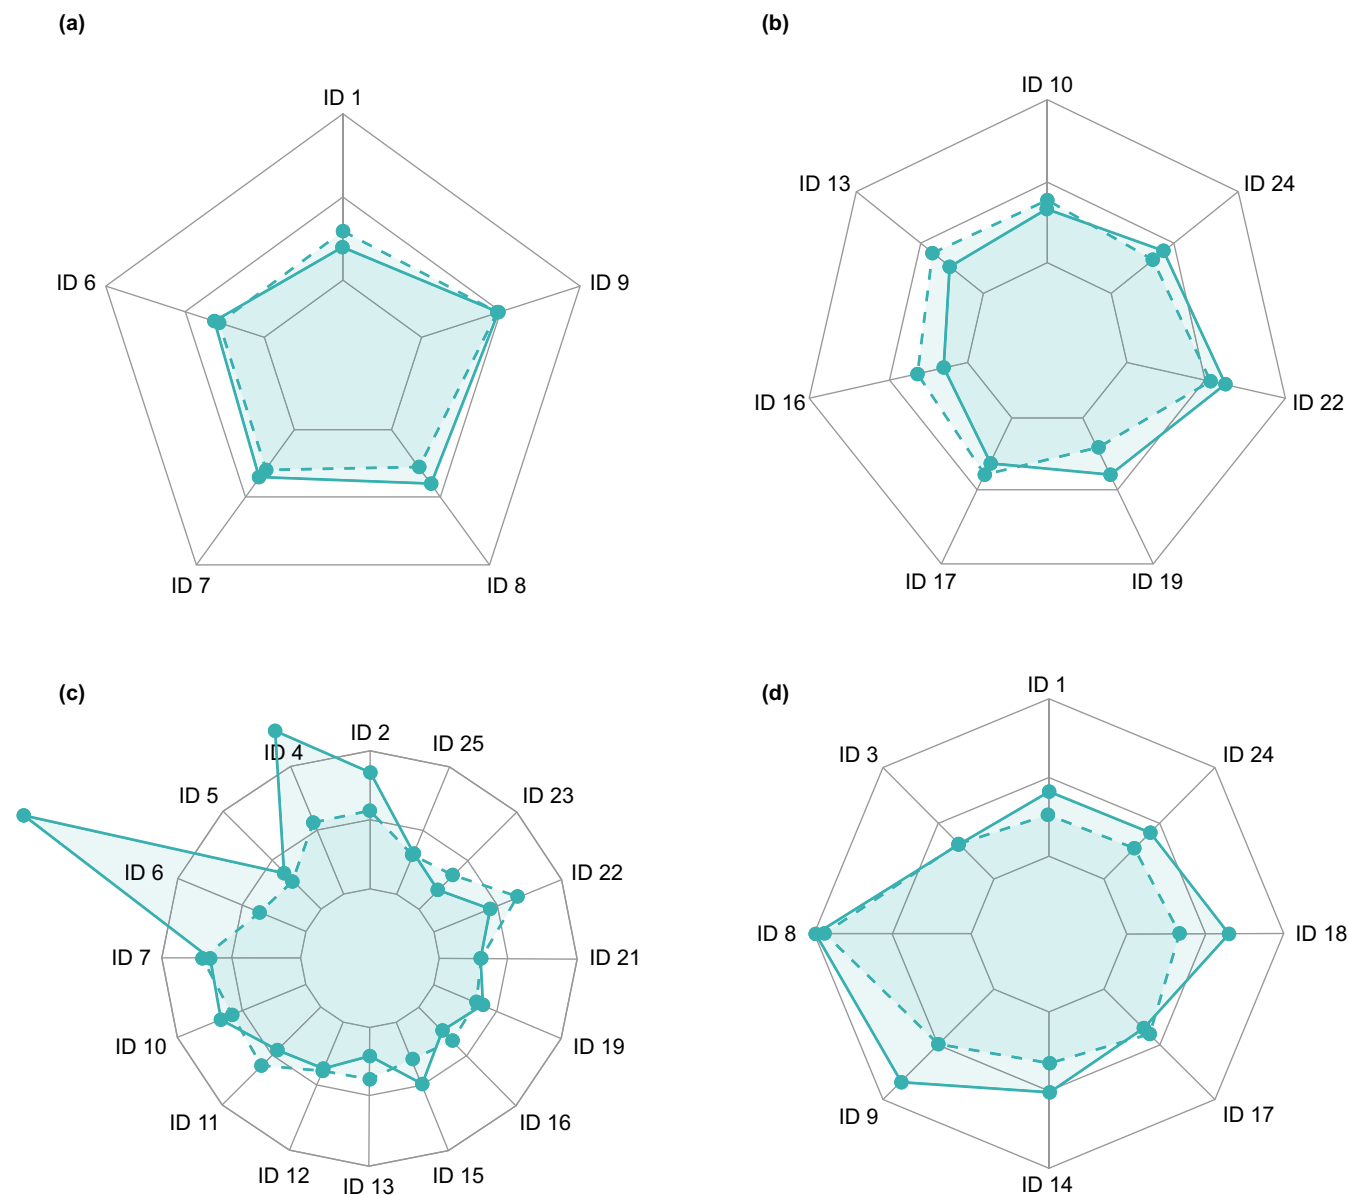 (a)
(b)
ID 1
ID 10
ID 13
ID 24
ID 6
ID 9
ID 16
ID 22
ID 7
ID 8
ID 17
ID 19
(c)
(d)
ID 1
ID 2
ID 4
ID 25
ID 3
ID 24
ID 5
ID 23
ID 6
ID 22
ID 8
ID 18
ID 7
ID 21
ID 10
ID 19
ID 11
ID 16
ID 9
ID 17
ID 12
ID 15
ID 13
ID 14